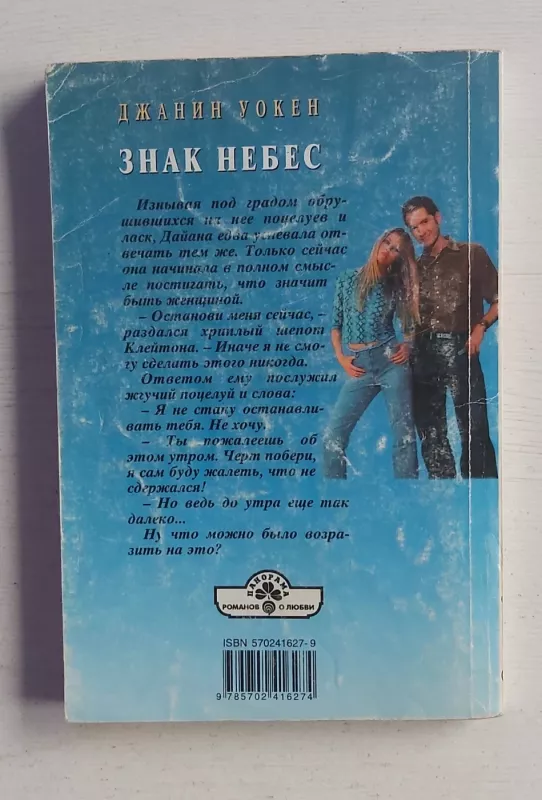 ДЖАНИН УОКЕН
ЗНАК НЕБЕС
Изнывая под градом обру-
шившихся на нее поцелуев и
ласк, Дайана едва успевала от-
вечать тем же. Только сейчас
она начинала в полном смыс-
ле постигать, что значит
быть женщиной.
– Останови меня сейчас, –
раздался хриплый шепот
Клейтона. – Иначе я не смо-
гу сделать этого никогда.
Ответом ему послужил
жгучий поцелуй и слова:
– Я не стану останавли-
вать тебя. Не хочу.
– Ты пожалеешь об
этом утром. Черт побери,
я сам буду жалеть, что не
сдержался!
– Но ведь до утра еще так
далеко...
Ну что можно было возра-
зить на это?
ПАНОРАМА
РОМАНОВ О ЛЮБВИ
ISBN 570241627-9
9 785702 416274